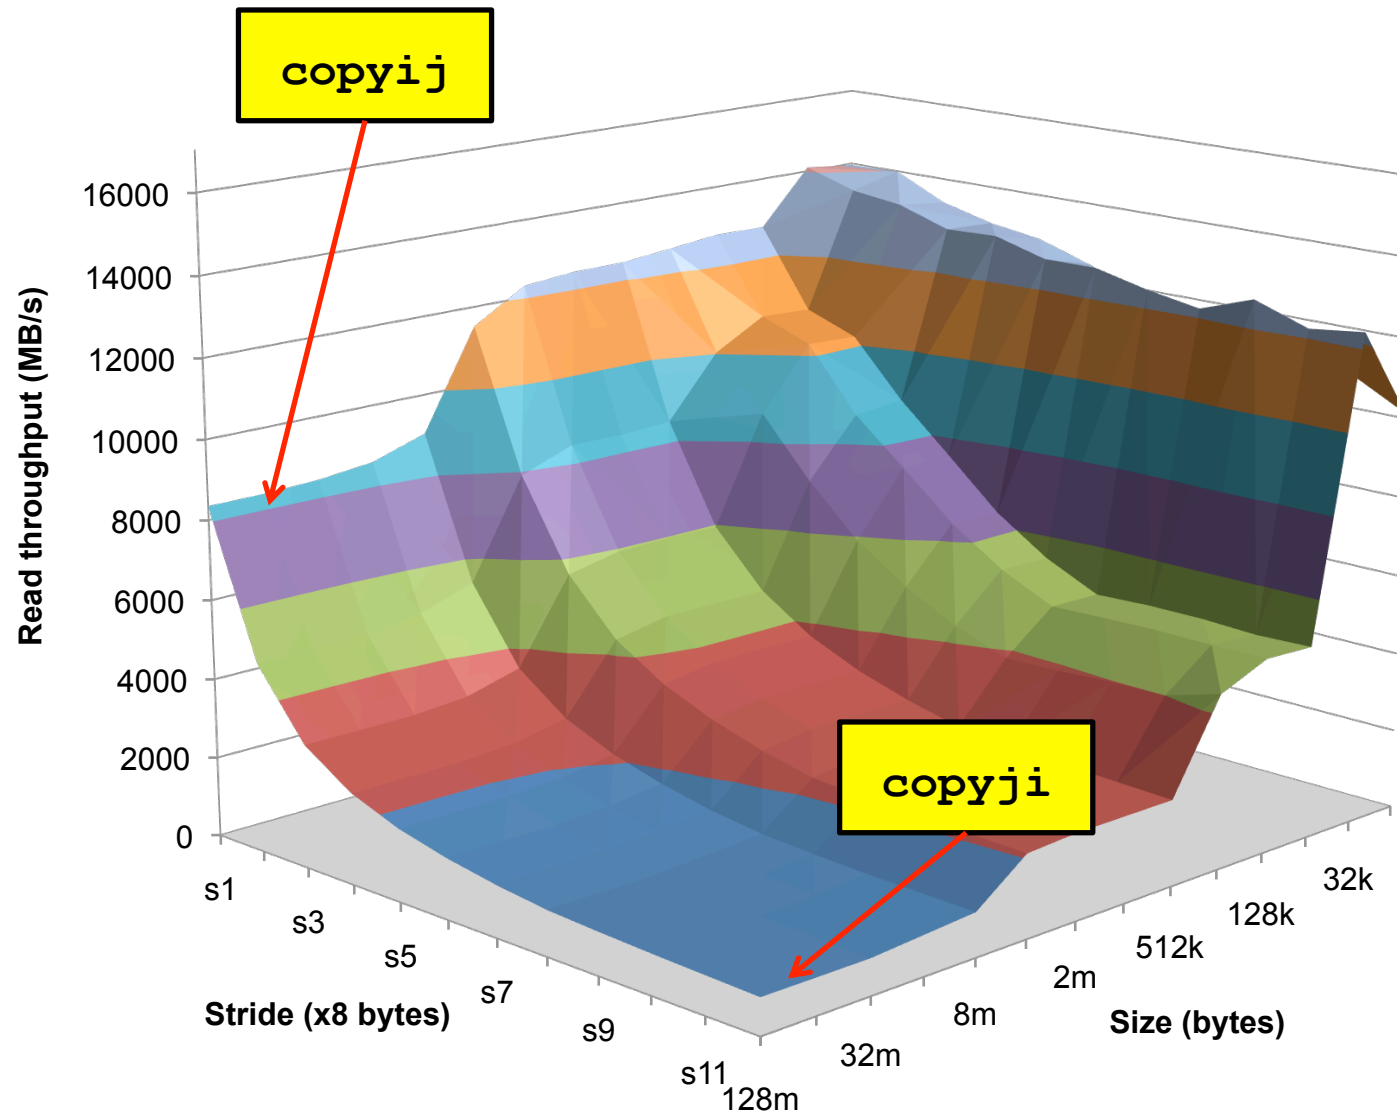 copyij
16000
14000
12000
10000
8000
6000
4000
2000
0
Read throughput (MB/s)
copyji
s1
s3
s5
s7
s9
s11
Stride (x8 bytes)
128m
32m
8m
2m
512k
128k
32k
Size (bytes)